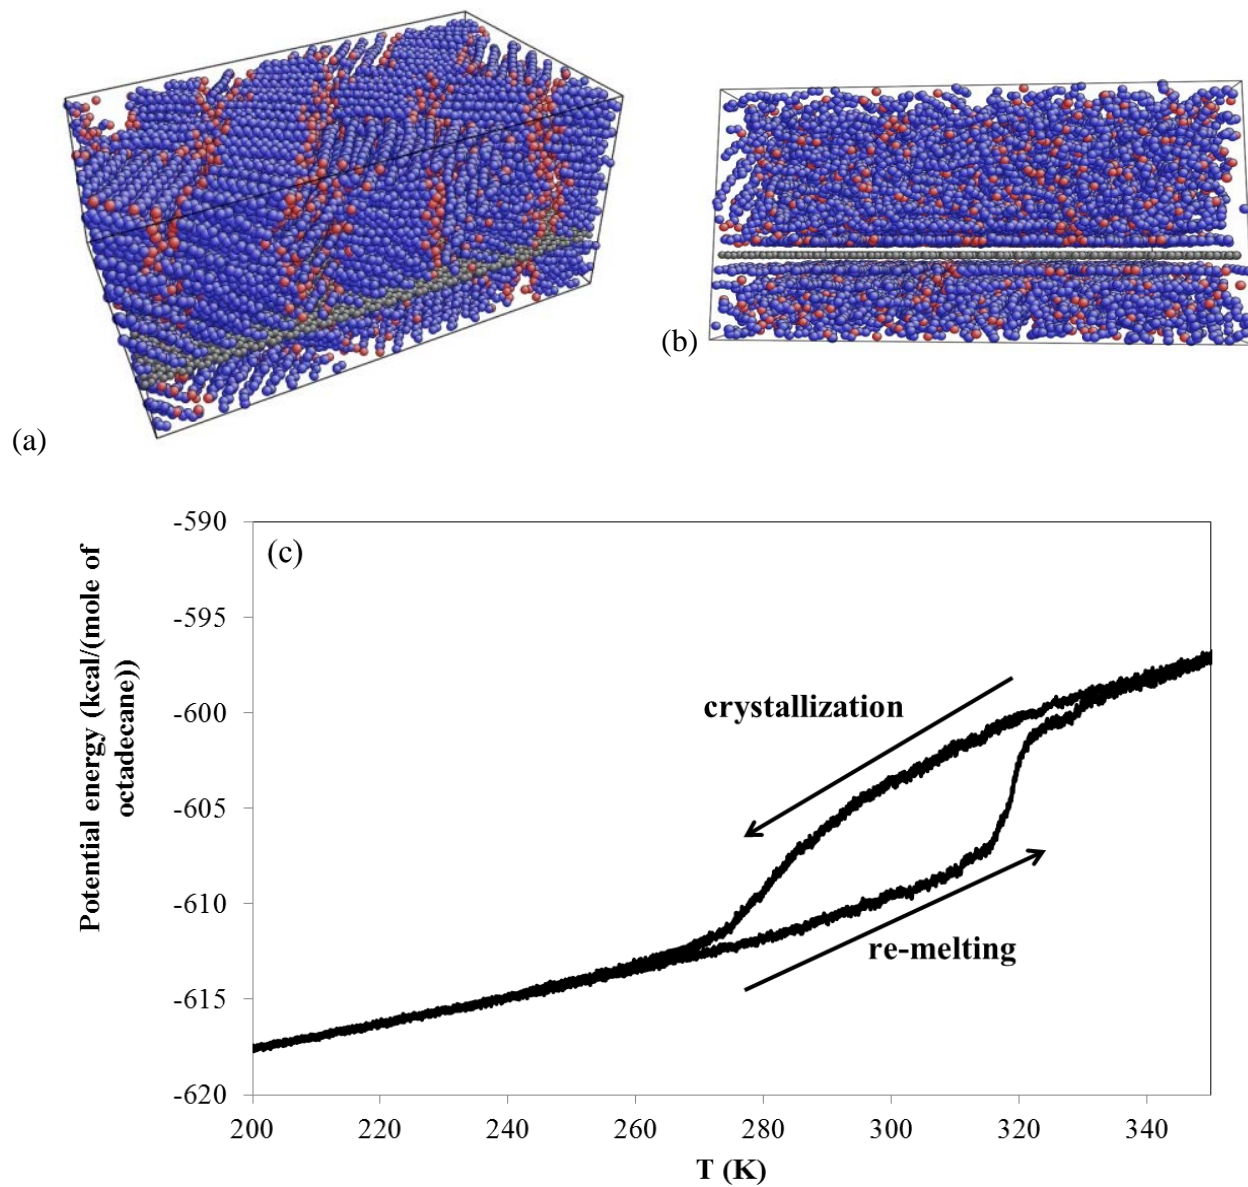 (a)
(b)
(c)
Potential energy (kcal/(mole of
octadecane))
-590
-595
-600
-605
-610
-615
-620
crystallization
re-melting
200
220
240
260
280
300
320
340
T (K)